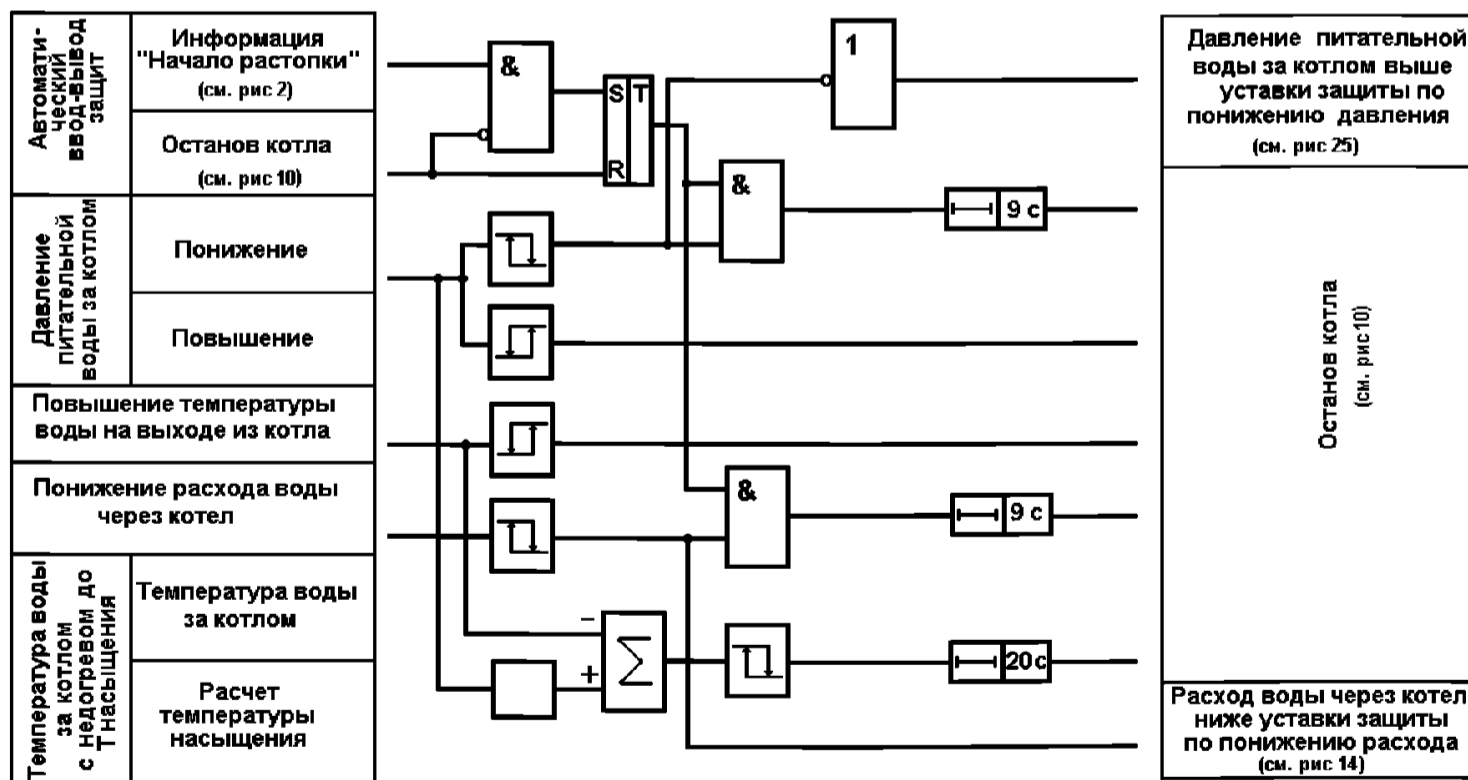 Автомати-
ческий
ввод-вывод
защит
Информация
"Начало растопки"
(см. рис 2)
Останов котла
(см. рис 10)
Давление
питательной
воды за котлом
Понижение
Повышение
Повышение температуры
воды на выходе из котла
Понижение расхода воды
через котел
Температура воды
за котлом
с недогревом до
Т насыщения
Температура воды
за котлом
Расчет
температуры
насыщения
&
S T
R
1
&
9 с
&
9 с
−
+
∑
20 с
Давление питательной
воды за котлом выше
уставки защиты по
понижению давления
(см. рис 25)
Останов котла
(см. рис 10)
Расход воды через котел
ниже уставки защиты
по понижению расхода
(см. рис 14)